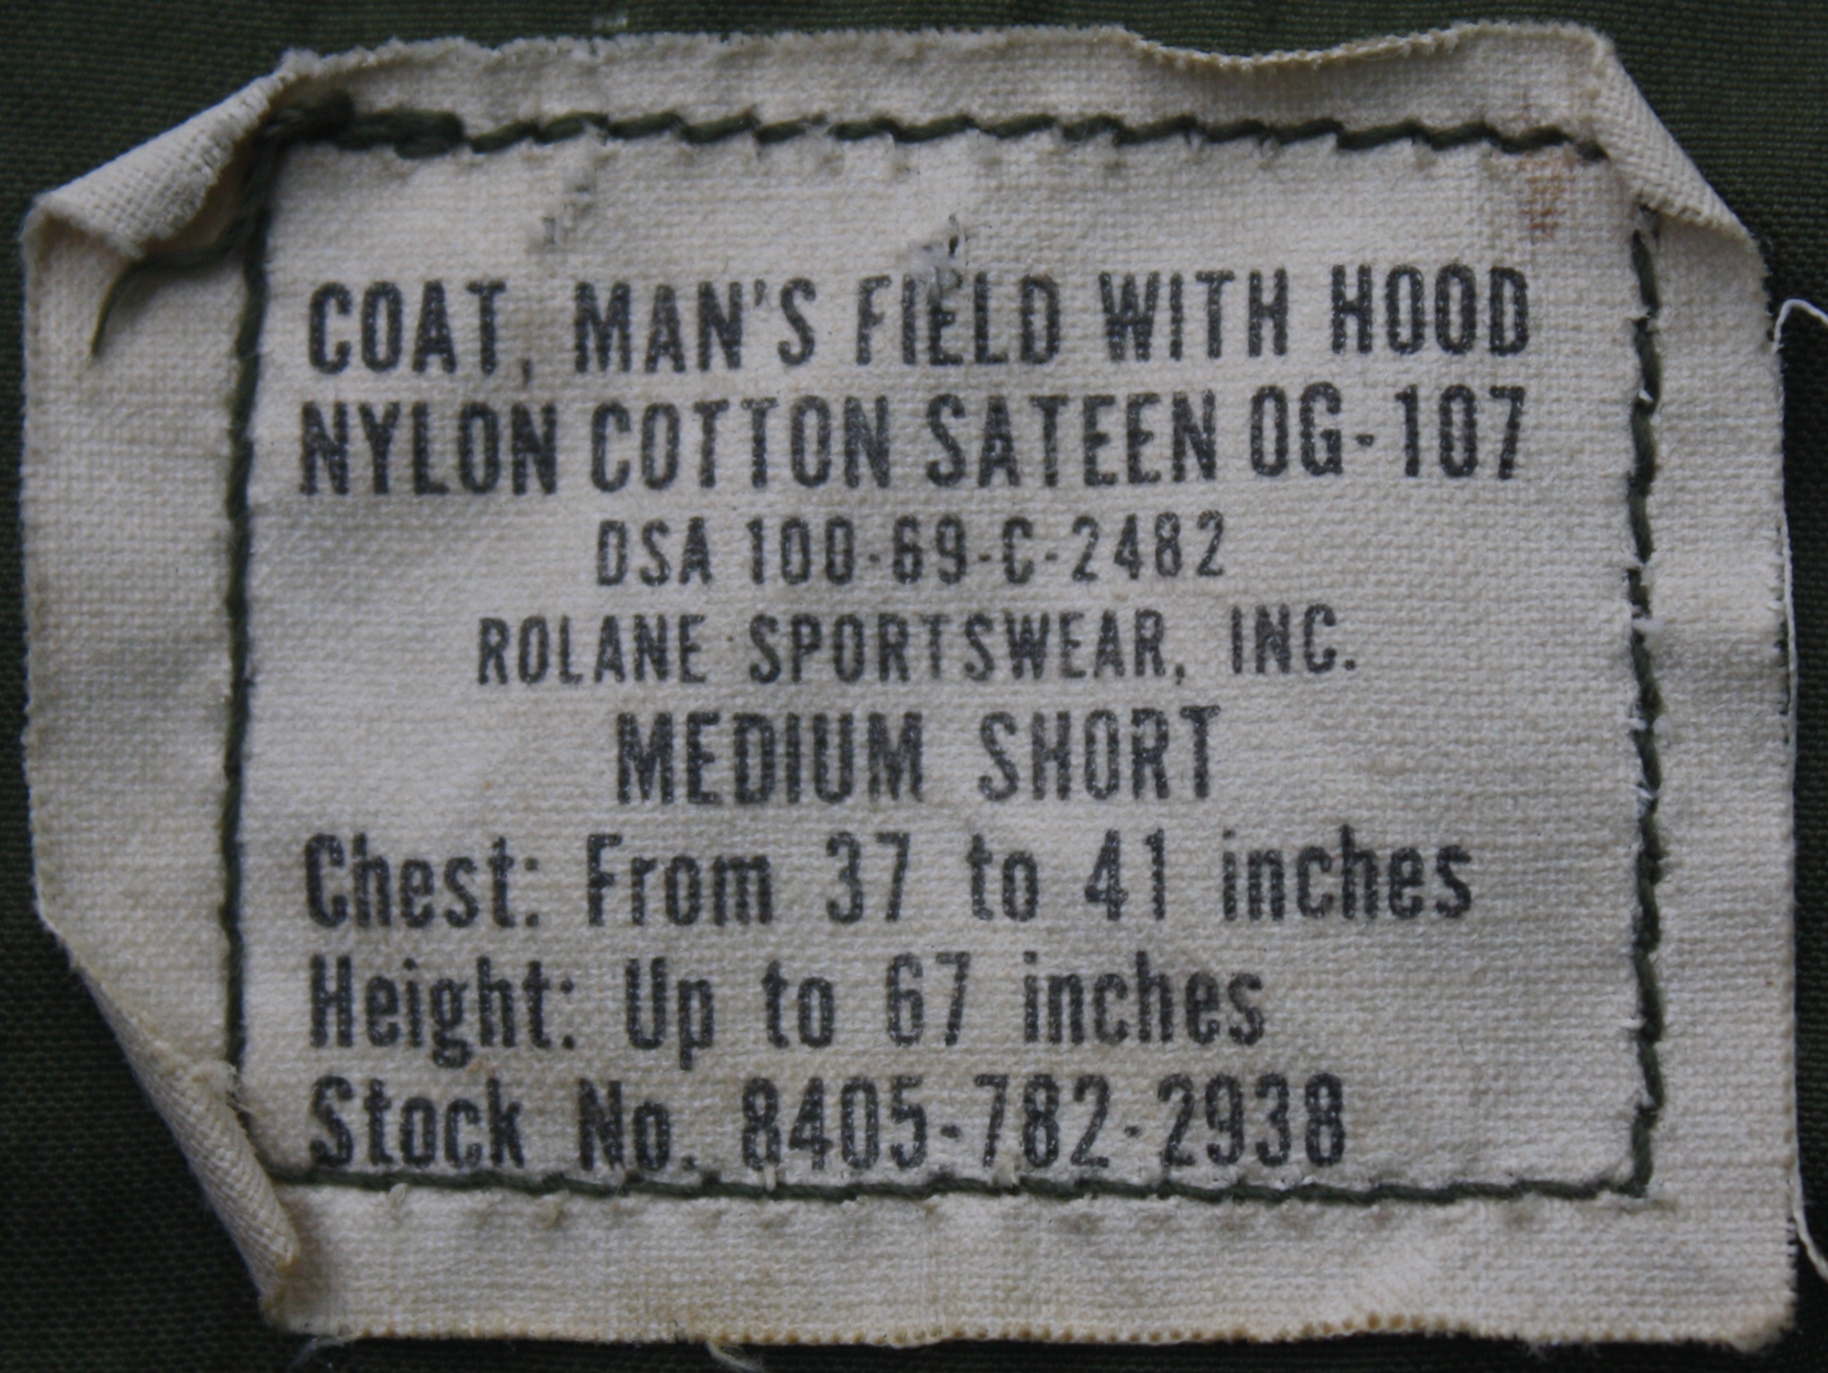 COAT, MAN'S FIELD WITH HOOD
NYLON COTTON SATEEN OG-107
DSA 100-69-C-2482
ROLANE SPORTSWEAR, INC.
MEDIUM SHORT
Chest: From 37 to 41 inches
Height: Up to 67 inches
Stock No. 8405-782-2938